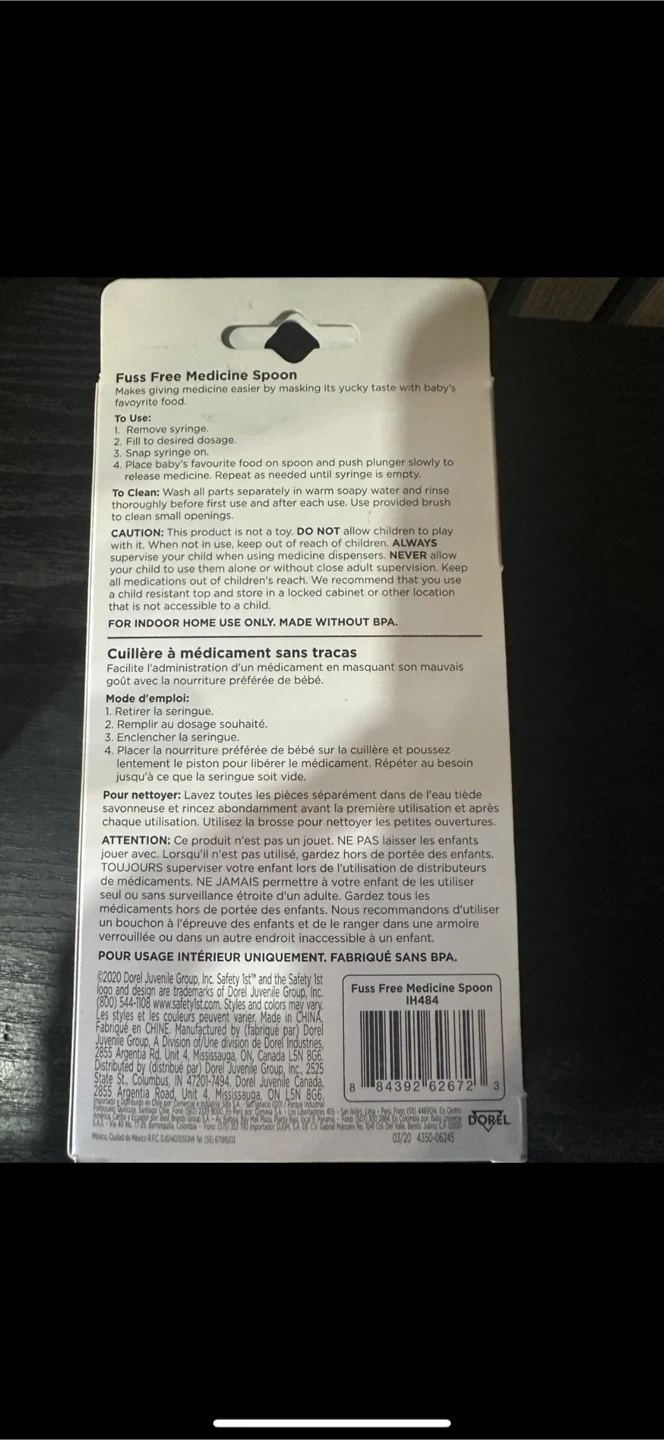 Fuss Free Medicine Spoon
Makes giving medicine easier by masking its yucky taste with baby's
favoyrite food.
To Use:
1. Remove syringe.
2. Fill to desired dosage.
3. Snap syringe on.
4. Place baby's favourite food on spoon and push plunger slowly to
release medicine. Repeat as needed until syringe is empty.
To Clean: Wash all parts separately in warm soapy water and rinse
thoroughly before first use and after each use. Use provided brush
to clean small openings.
CAUTION: This product is not a toy. DO NOT allow children to play
with it. When not in use, keep out of reach of children. ALWAYS
supervise your child when using medicine dispensers. NEVER allow
your child to use them alone or without close adult supervision. Keep
all medications out of children's reach. We recommend that you use
a child resistant top and store in a locked cabinet or other location
that is not accessible to a child.
FOR INDOOR HOME USE ONLY. MADE WITHOUT BPA.
Cuillère à médicament sans tracas
Facilite l'administration d'un médicament en masquant son mauvais
goût avec la nourriture préférée de bébé.
Mode d'emploi:
1. Retirer la seringue.
2. Remplir au dosage souhaité.
3. Enclencher la seringue.
4. Placer la nourriture préférée de bébé sur la cuillère et poussez
lentement le piston pour libérer le médicament. Répéter au besoin
jusqu'à ce que la seringue soit vide.
Pour nettoyer: Lavez toutes les pièces séparément dans de l'eau tiède
savonneuse et rincez abondamment avant la première utilisation et après
chaque utilisation. Utilisez la brosse pour nettoyer les petites ouvertures.
ATTENTION: Ce produit n'est pas un jouet. NE PAS laisser les enfants
jouer avec. Lorsqu'il n'est pas utilisé, gardez hors de portée des enfants.
TOUJOURS superviser votre enfant lors de l'utilisation de distributeurs
de médicaments. NE JAMAIS permettre à votre enfant de les utiliser
seul ou sans surveillance étroite d'un adulte. Gardez tous les
médicaments hors de portée des enfants. Nous recommandons d'utiliser
un bouchon à l'épreuve des enfants et de le ranger dans une armoire
verrouillée ou dans un autre endroit inaccessible à un enfant.
POUR USAGE INTÉRIEUR UNIQUEMENT. FABRIQUÉ SANS BPA.
©2020 Dorel Juvenile Group, Inc. Safety 1st™ and the Safety 1st
logo and design are trademarks of Dorel Juvenile Group, Inc.
(800) 544-1108 www.safety1st.com. Styles and colors may vary.
Les styles et les couleurs peuvent varier. Made in CHINA.
Fabriqué en CHINE. Manufactured by (fabriqué par) Dorel
Juvenile Group, A Division of/Une division de Dorel Industries,
2855 Argentia Rd, Unit 4, Mississauga, ON, Canada L5N 8G6.
Distributed by (distribué par) Dorel Juvenile Group, Inc., 2525
State St., Columbus, IN 47201-7494. Dorel Juvenile Canada,
2855 Argentia Road, Unit 4, Mississauga, ON L5N 8G6.
Fuss Free Medicine Spoon
IH484
8 84392 62672 3
DOREL
03/20 4350-06245